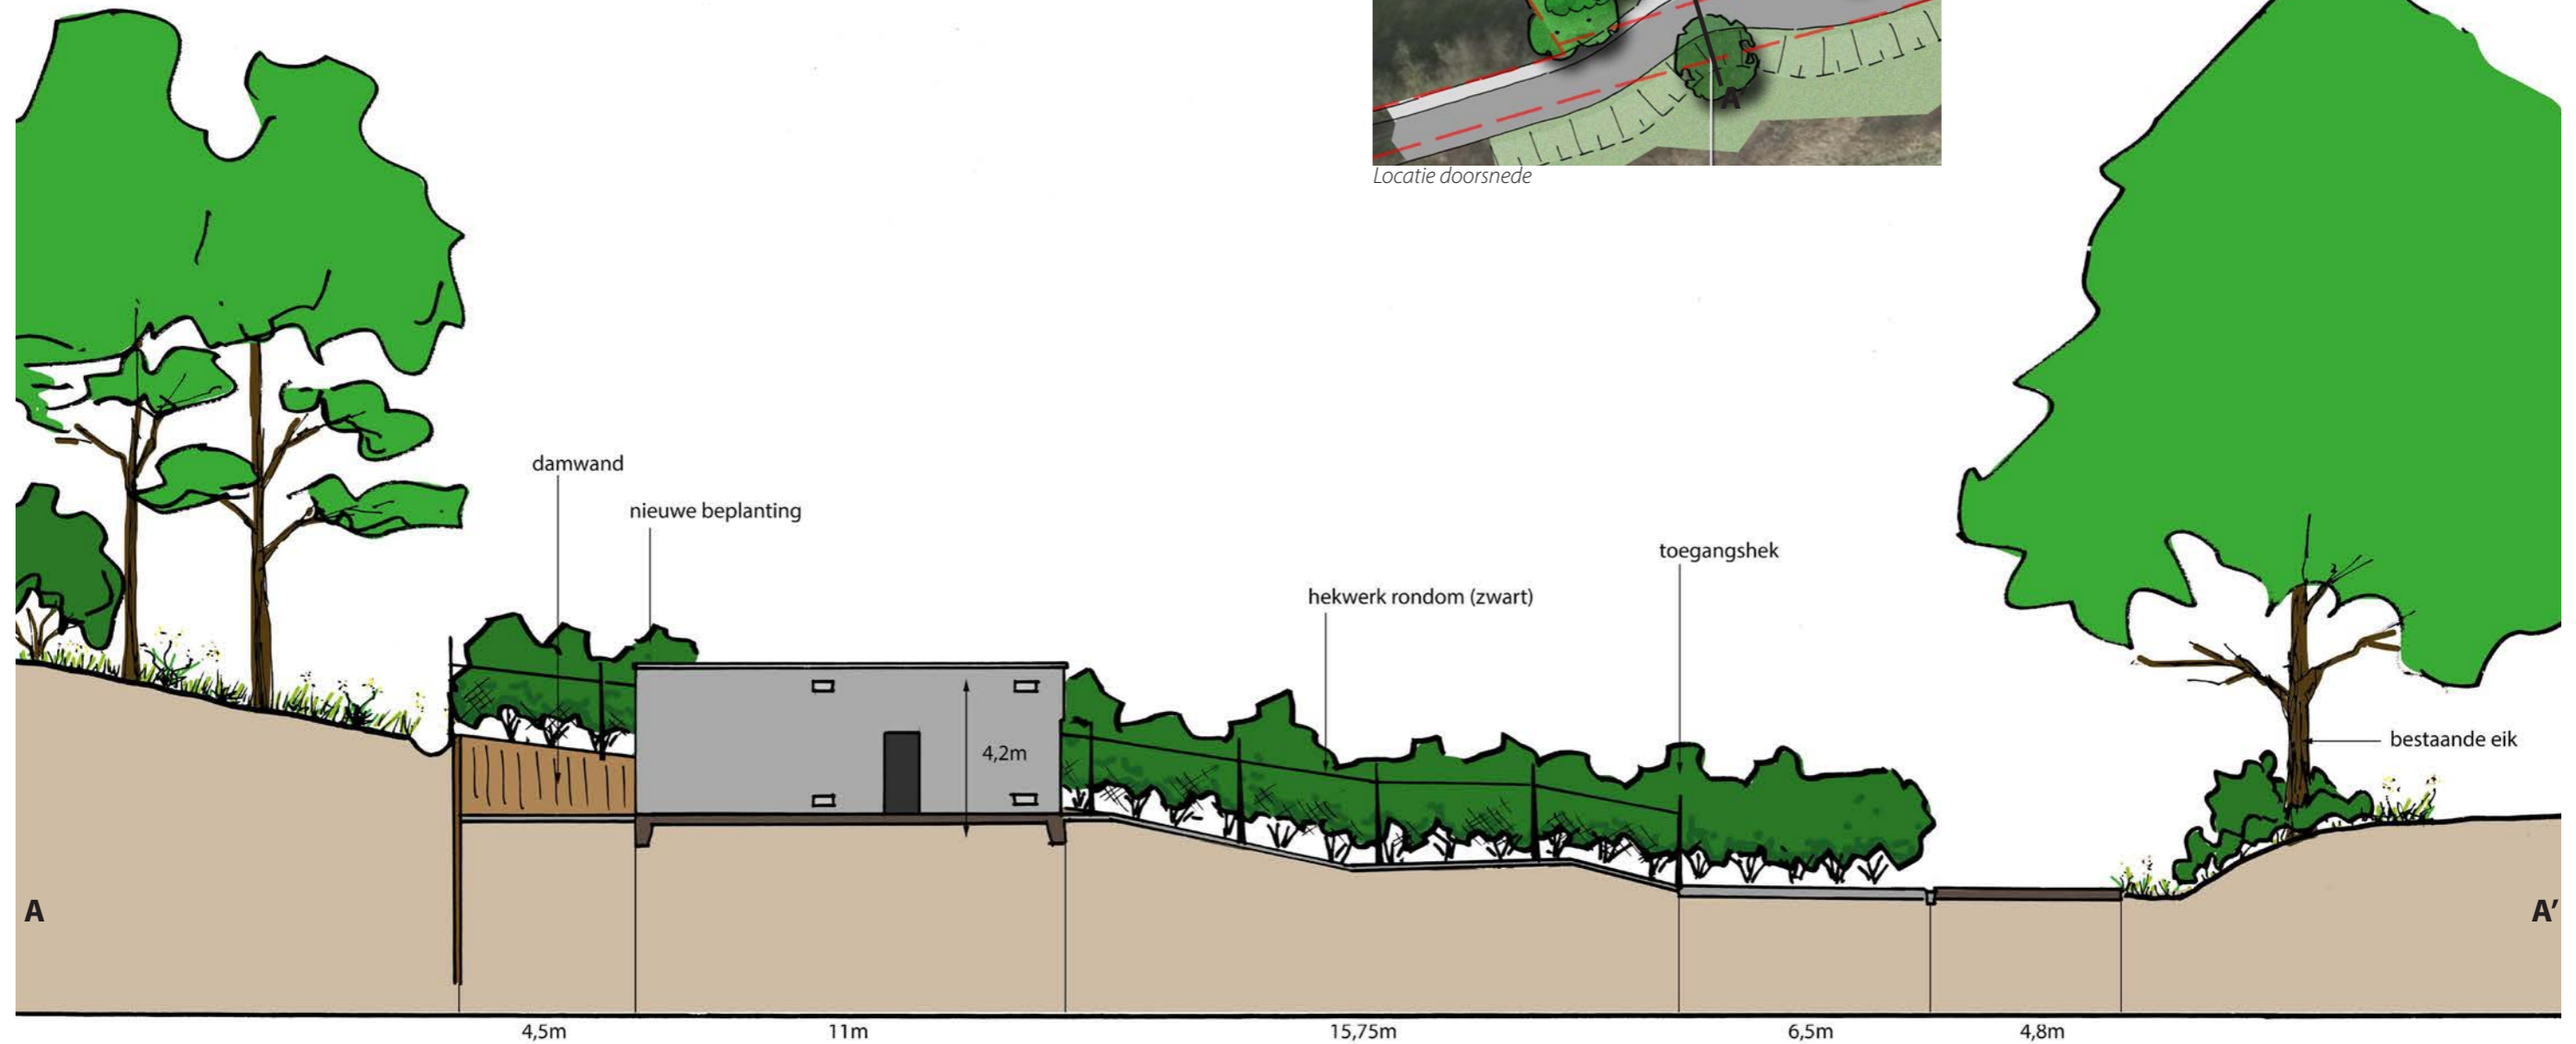 A
Locatie doorsnede
damwand
nieuwe beplanting
toegangshek
hekwerk rondom (zwart)
bestaande eik
4,2m
A
A’
4,5m
11m
15,75m
6,5m
4,8m